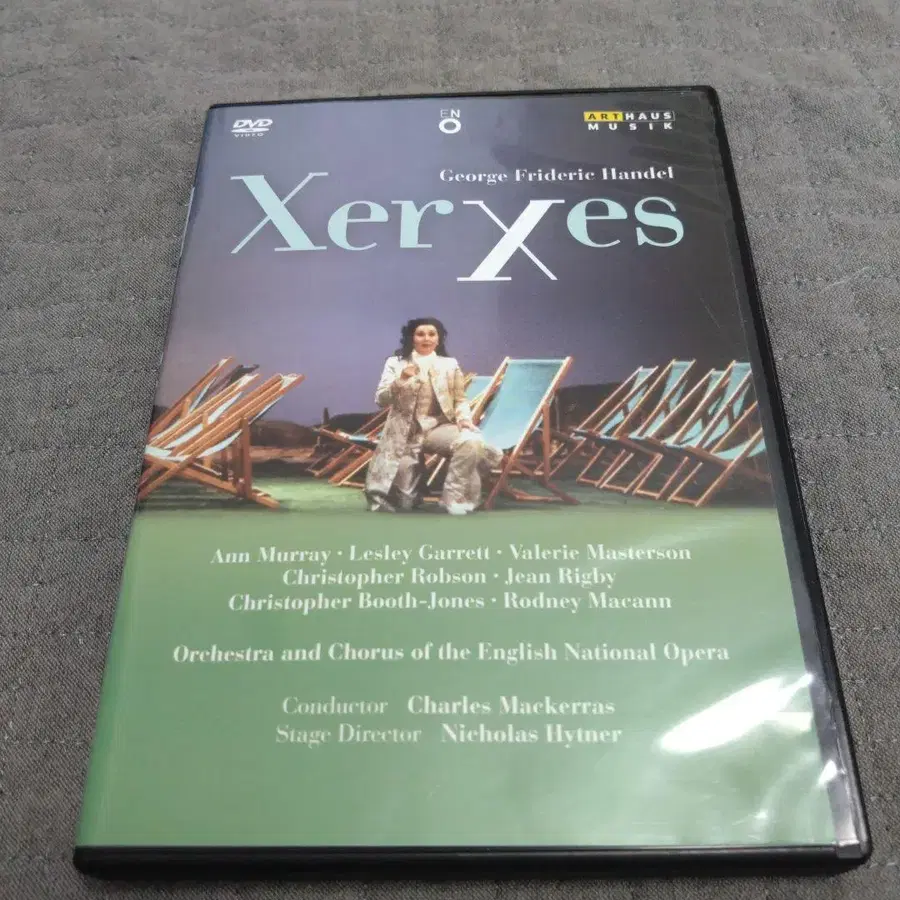 DVD
VIDEO
EN
O
ARTHAUS
MUSIK
George Frideric Handel
Xerxes
Ann Murray · Lesley Garrett · Valerie Masterson
Christopher Robson · Jean Rigby
Christopher Booth-Jones · Rodney Macann
Orchestra and Chorus of the English National Opera
Conductor Charles Mackerras
Stage Director Nicholas Hytner